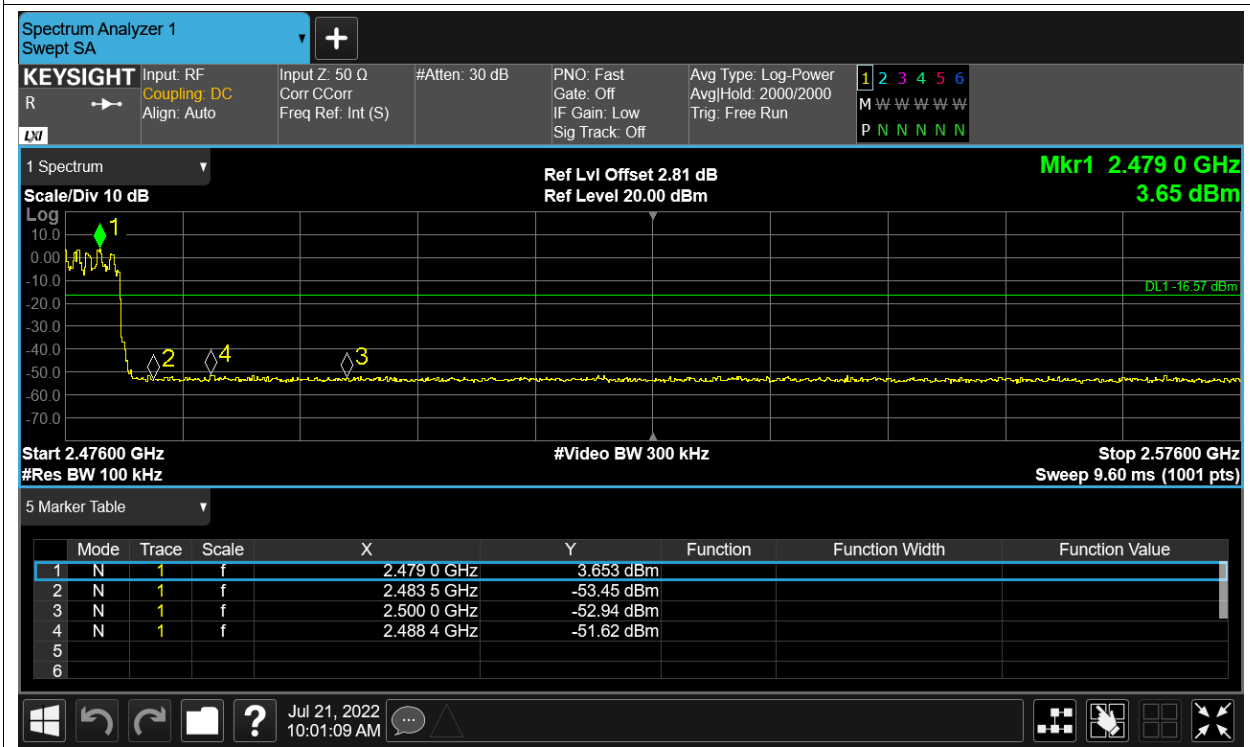 Spectrum Analyzer 1
Swept SA
KEYSIGHT Input: RF Input Z: 50 Ω #Atten: 30 dB PNO: Fast Avg Type: Log-Power 1 2 3 4 5 6
R Coupling: DC Corr CCorr Gate: Off Avg|Hold: 2000/2000 M W W W W W
Align: Auto Freq Ref: Int (S) IF Gain: Low Trig: Free Run
LXI Sig Track: Off P N N N N N
1 Spectrum Ref Lvl Offset 2.81 dB Mkr1 2.479 0 GHz
Scale/Div 10 dB Ref Level 20.00 dBm 3.65 dBm
Log
1
10.0
0.00
-10.0
DL1 -16.57 dBm
-20.0
-30.0
-40.0
2 4 3
-50.0
-60.0
-70.0
Start 2.47600 GHz #Video BW 300 kHz Stop 2.57600 GHz
#Res BW 100 kHz Sweep 9.60 ms (1001 pts)
5 Marker Table
Mode Trace Scale X Y Function Function Width Function Value
1 N 1 f 2.479 0 GHz 3.653 dBm
2 N 1 f 2.483 5 GHz -53.45 dBm
3 N 1 f 2.500 0 GHz -52.94 dBm
4 N 1 f 2.488 4 GHz -51.62 dBm
5
6
? Jul 21, 2022
10:01:09 AM